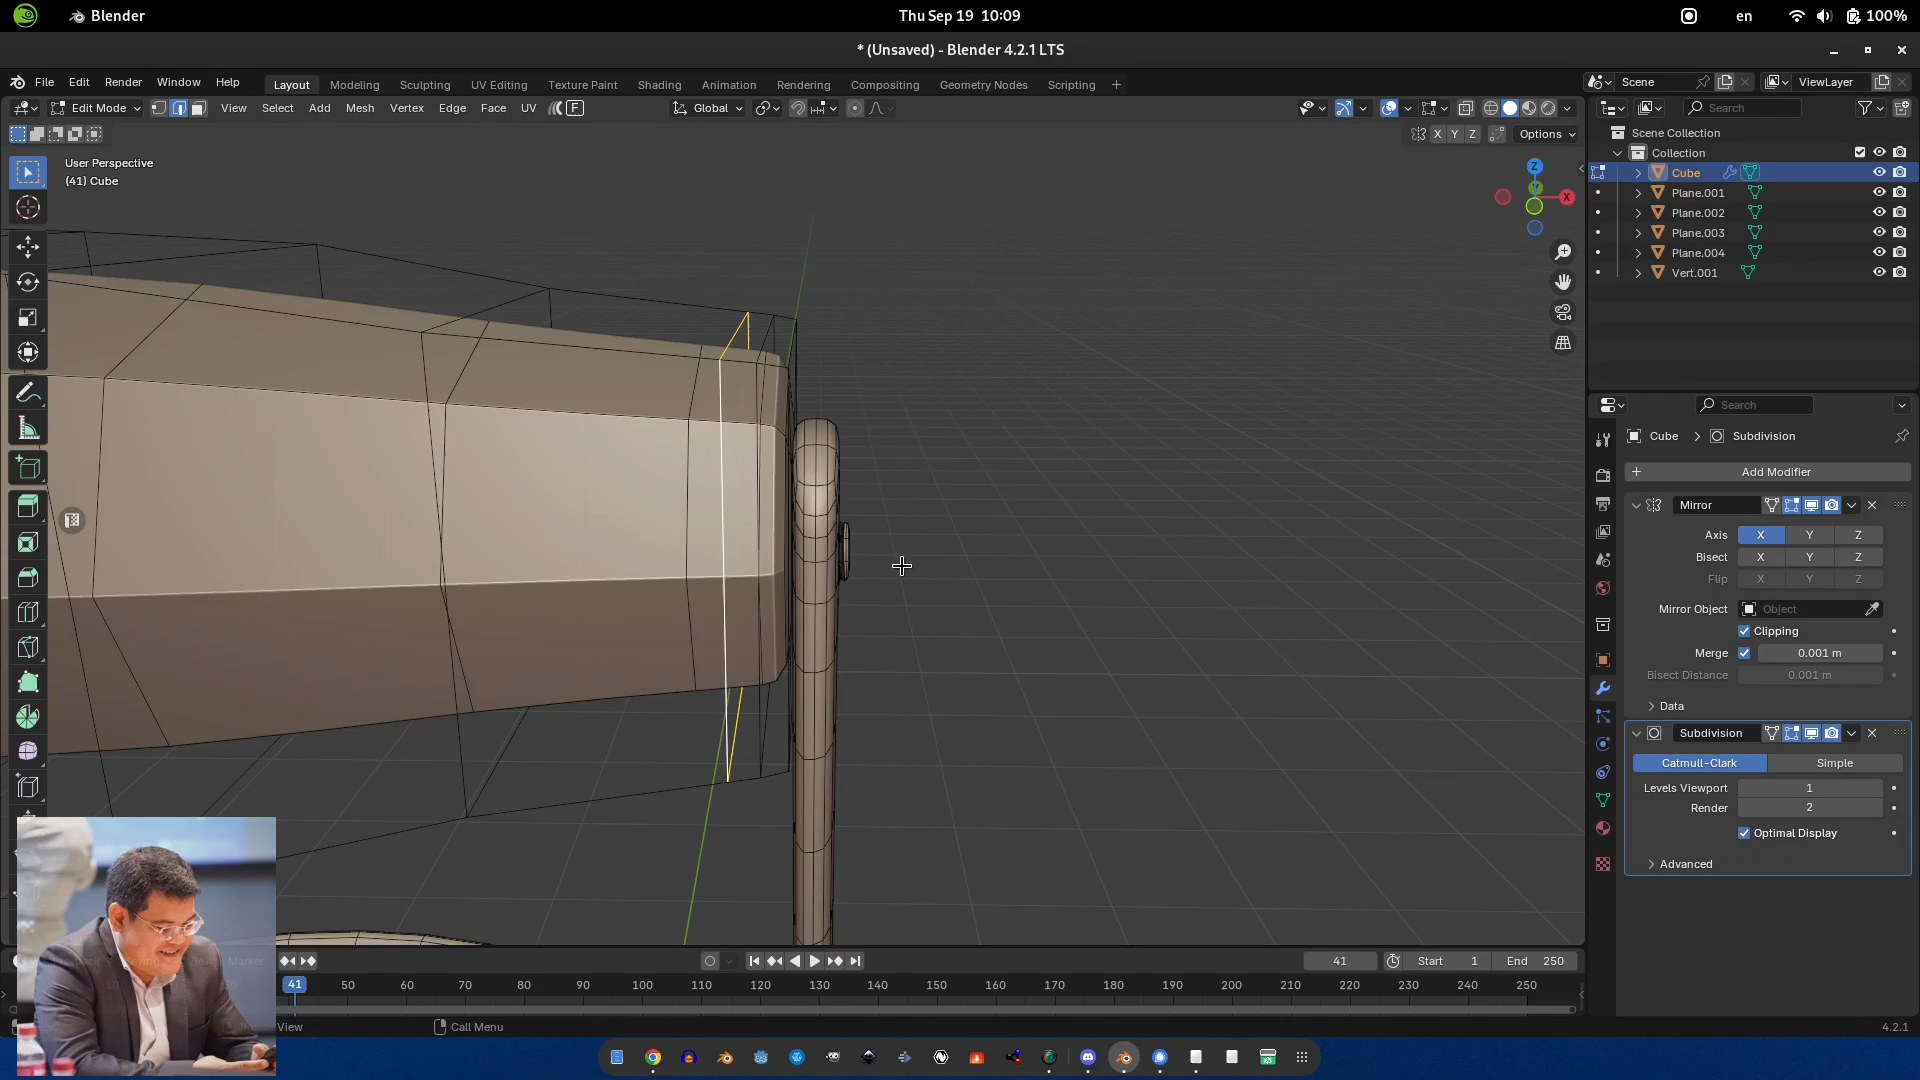 Blender
Thu Sep 19 10:09
en
100%
* (Unsaved) - Blender 4.2.1 LTS
File Edit Render Window Help
Layout Modeling Sculpting UV Editing Texture Paint Shading Animation Rendering Compositing Geometry Nodes Scripting
Scene
ViewLayer
Edit Mode
View Select Add Mesh Vertex Edge Face UV
F
Global
Search
X Y Z
Options
User Perspective
(41) Cube
Z
Y
X
Scene Collection
Collection
Cube
Plane.001
Plane.002
Plane.003
Plane.004
Vert.001
Search
Cube
Subdivision
Add Modifier
Mirror
Axis X Y Z
Bisect X Y Z
Flip X Y Z
Mirror Object Object
Clipping
Merge 0.001 m
Bisect Distance 0.001 m
Data
Subdivision
Catmull-Clark Simple
Levels Viewport 1
Render 2
Optimal Display
Advanced
Marker
41
Start 1
End 250
41 50 60 70 80 90 100 110 120 130 140 150 160 170 180 190 200 210 220 230 240 250
View
Call Menu
4.2.1